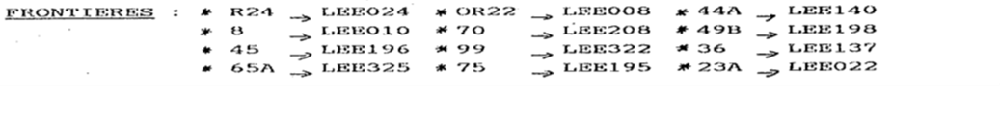 FRONTIERES : * R24 → LEE024 * OR22 → LEE008 * 44A → LEE140
* 8 → LEE010 * 70 → LEE208 * 49B → LEE198
* 45 → LEE196 * 99 → LEE322 * 36 → LEE137
* 65A → LEE325 * 75 → LEE195 * 23A → LEE022